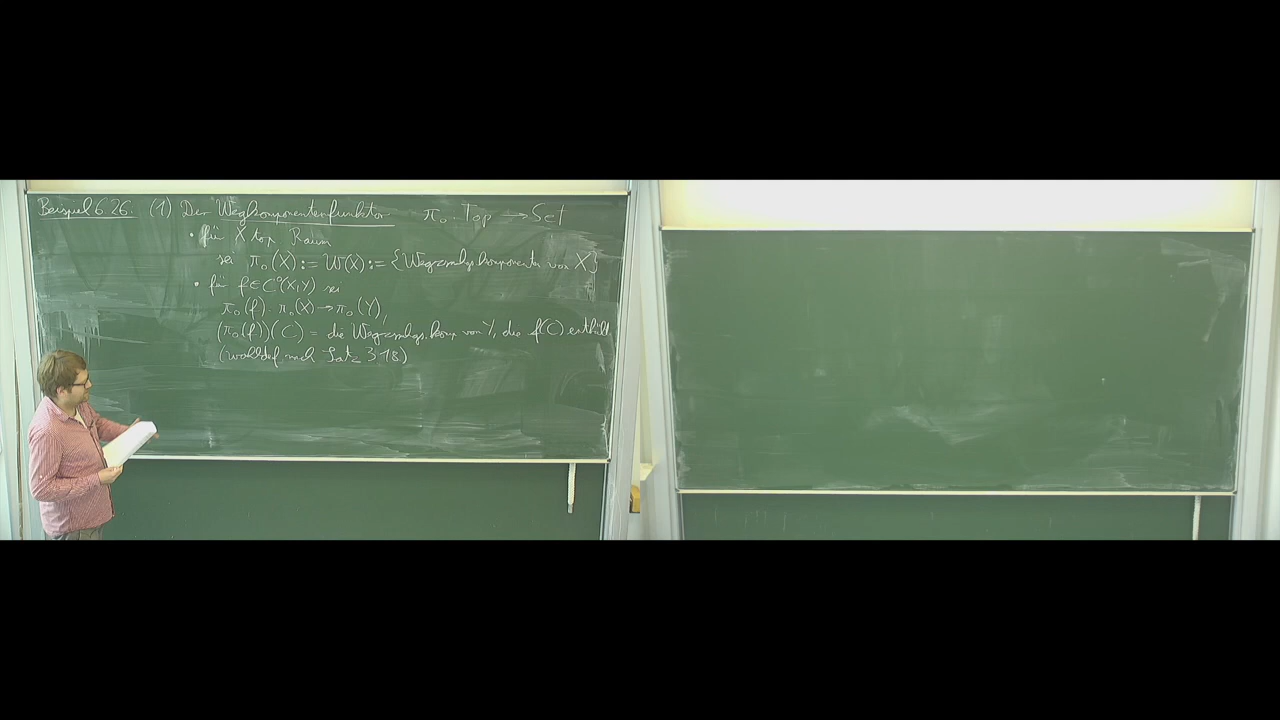 Beispiel 6.26. (1) Der Wegkomponentenfunktor π₀: Top → Set
• für X top. Raum
sei π₀(X) := W(X) := {Wegzshgskomponenten von X}
• für f ∈ C⁰(X,Y) sei
π₀(f): π₀(X) → π₀(Y),
(π₀(f))(C) = die Wegzshgs.komp. von Y, die f(C) enthält
(wohldef. nach Satz 3.18)